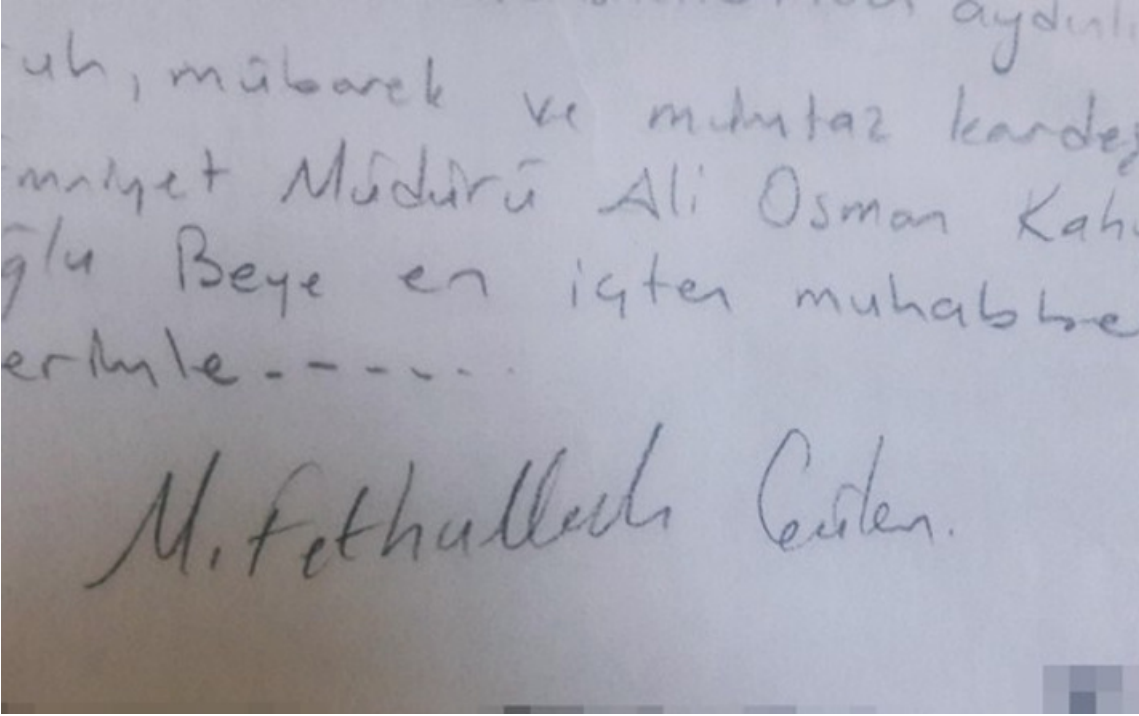 aydınlı
uh, mübarek ve mümtaz kardeş
mniyet Müdürü Ali Osman Kah
ğlu Beye en içten muhabbe
erimle------
M. Fethullah Gülen.